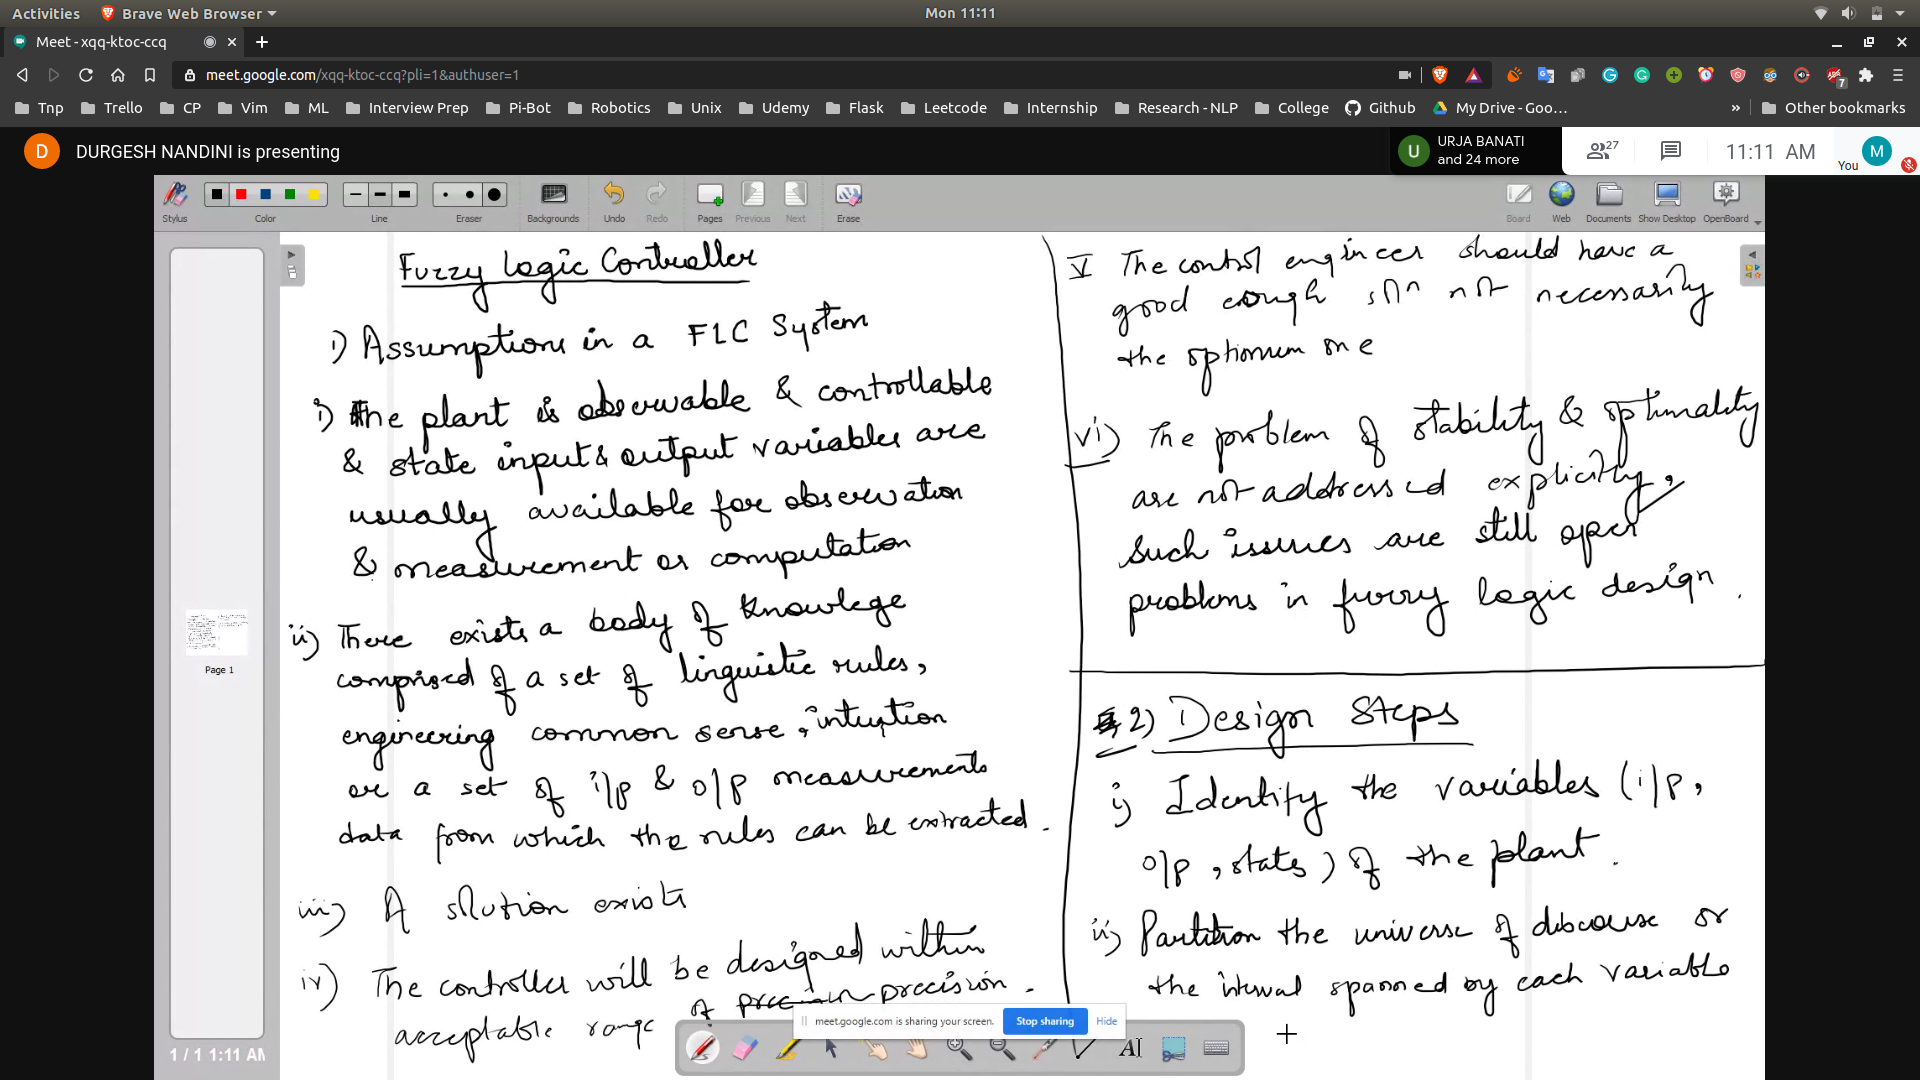 Activities
Brave Web Browser
Mon 11:11
Meet - xqq-ktoc-ccq
meet.google.com/xqq-ktoc-ccq?pli=1&authuser=1
7
Tnp Trello CP Vim ML Interview Prep Pi-Bot Robotics Unix Udemy Flask Leetcode Internship Research - NLP College Github My Drive - Goo… » Other bookmarks
D DURGESH NANDINI is presenting
U URJA BANATI
and 24 more
27
11:11 AM
You M
Stylus Color Line Eraser Backgrounds Undo Redo Pages Previous Next Erase Board Web Documents Show Desktop OpenBoard
Page 1
1 / 1 1:11 AM
Fuzzy Logic Controller
1) Assumptions in a FLC System
i) The plant is observable & controllable
& state input & output variables are
usually available for observation
& measurement or computation
ii) There exists a body of knowlege
comprised of a set of linguistic rules,
engineering common sense, intuition
or a set of i/p & o/p measurements
data from which the rules can be extracted.
iii) A solution exists
iv) The controller will be designed within
acceptable range of precision.
V The control engineer should have a
good enough sln not necessarily
the optimum one
vi) The problem of stability & optimality
are not addressed explicitly,
Such issues are still open
problems in fuzzy logic design.
2) Design Steps
i) Identify the variables (i/p,
o/p, states) of the plant.
ii) Partition the universe of discourse or
the interval spanned by each variable
meet.google.com is sharing your screen. Stop sharing Hide